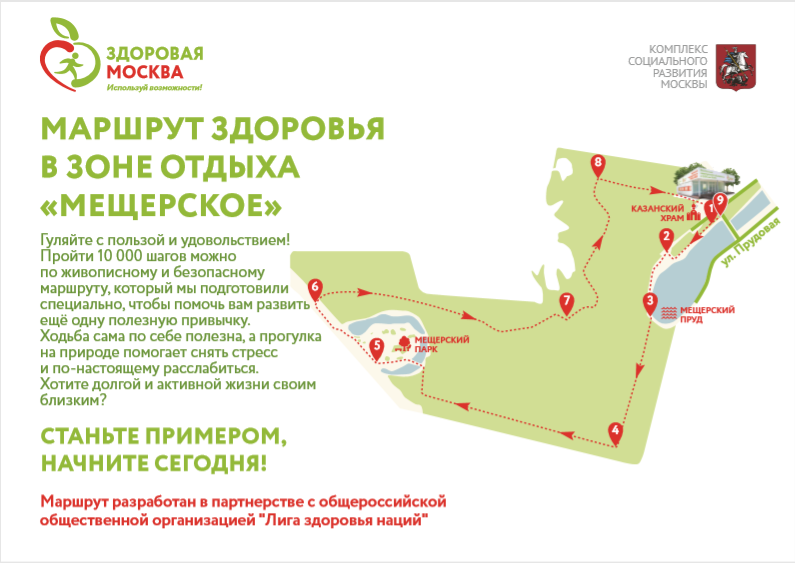 ЗДОРОВАЯ
МОСКВА
Используй возможности!
КОМПЛЕКС
СОЦИАЛЬНОГО
РАЗВИТИЯ
МОСКВЫ
МАРШРУТ ЗДОРОВЬЯ
В ЗОНЕ ОТДЫХА
«МЕЩЕРСКОЕ»
Гуляйте с пользой и удовольствием!
Пройти 10 000 шагов можно
по живописному и безопасному
маршруту, который мы подготовили
специально, чтобы помочь вам развить
ещё одну полезную привычку.
Ходьба сама по себе полезна, а прогулка
на природе помогает снять стресс
и по-настоящему расслабиться.
Хотите долгой и активной жизни своим
близким?
СТАНЬТЕ ПРИМЕРОМ,
НАЧНИТЕ СЕГОДНЯ!
Маршрут разработан в партнерстве с общероссийской
общественной организацией "Лига здоровья наций"
8
КАЗАНСКИЙ
ХРАМ
1
9
2
ул. Прудовая
6
7
3
МЕЩЕРСКИЙ
ПРУД
5
МЕЩЕРСКИЙ
ПАРК
4